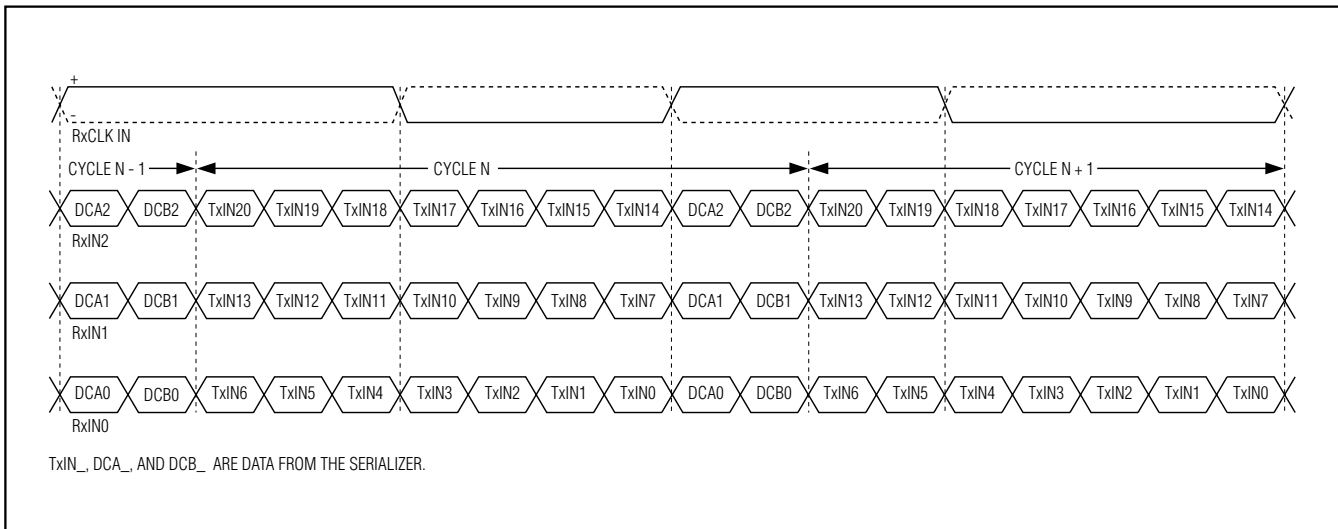 +
-
RxCLK IN
CYCLE N - 1 CYCLE N CYCLE N + 1
DCA2 DCB2 TxIN20 TxIN19 TxIN18 TxIN17 TxIN16 TxIN15 TxIN14 DCA2 DCB2 TxIN20 TxIN19 TxIN18 TxIN17 TxIN16 TxIN15 TxIN14
RxIN2
DCA1 DCB1 TxIN13 TxIN12 TxIN11 TxIN10 TxIN9 TxIN8 TxIN7 DCA1 DCB1 TxIN13 TxIN12 TxIN11 TxIN10 TxIN9 TxIN8 TxIN7
RxIN1
DCA0 DCB0 TxIN6 TxIN5 TxIN4 TxIN3 TxIN2 TxIN1 TxIN0 DCA0 DCB0 TxIN6 TxIN5 TxIN4 TxIN3 TxIN2 TxIN1 TxIN0
RxIN0
TxIN_, DCA_, AND DCB_ ARE DATA FROM THE SERIALIZER.